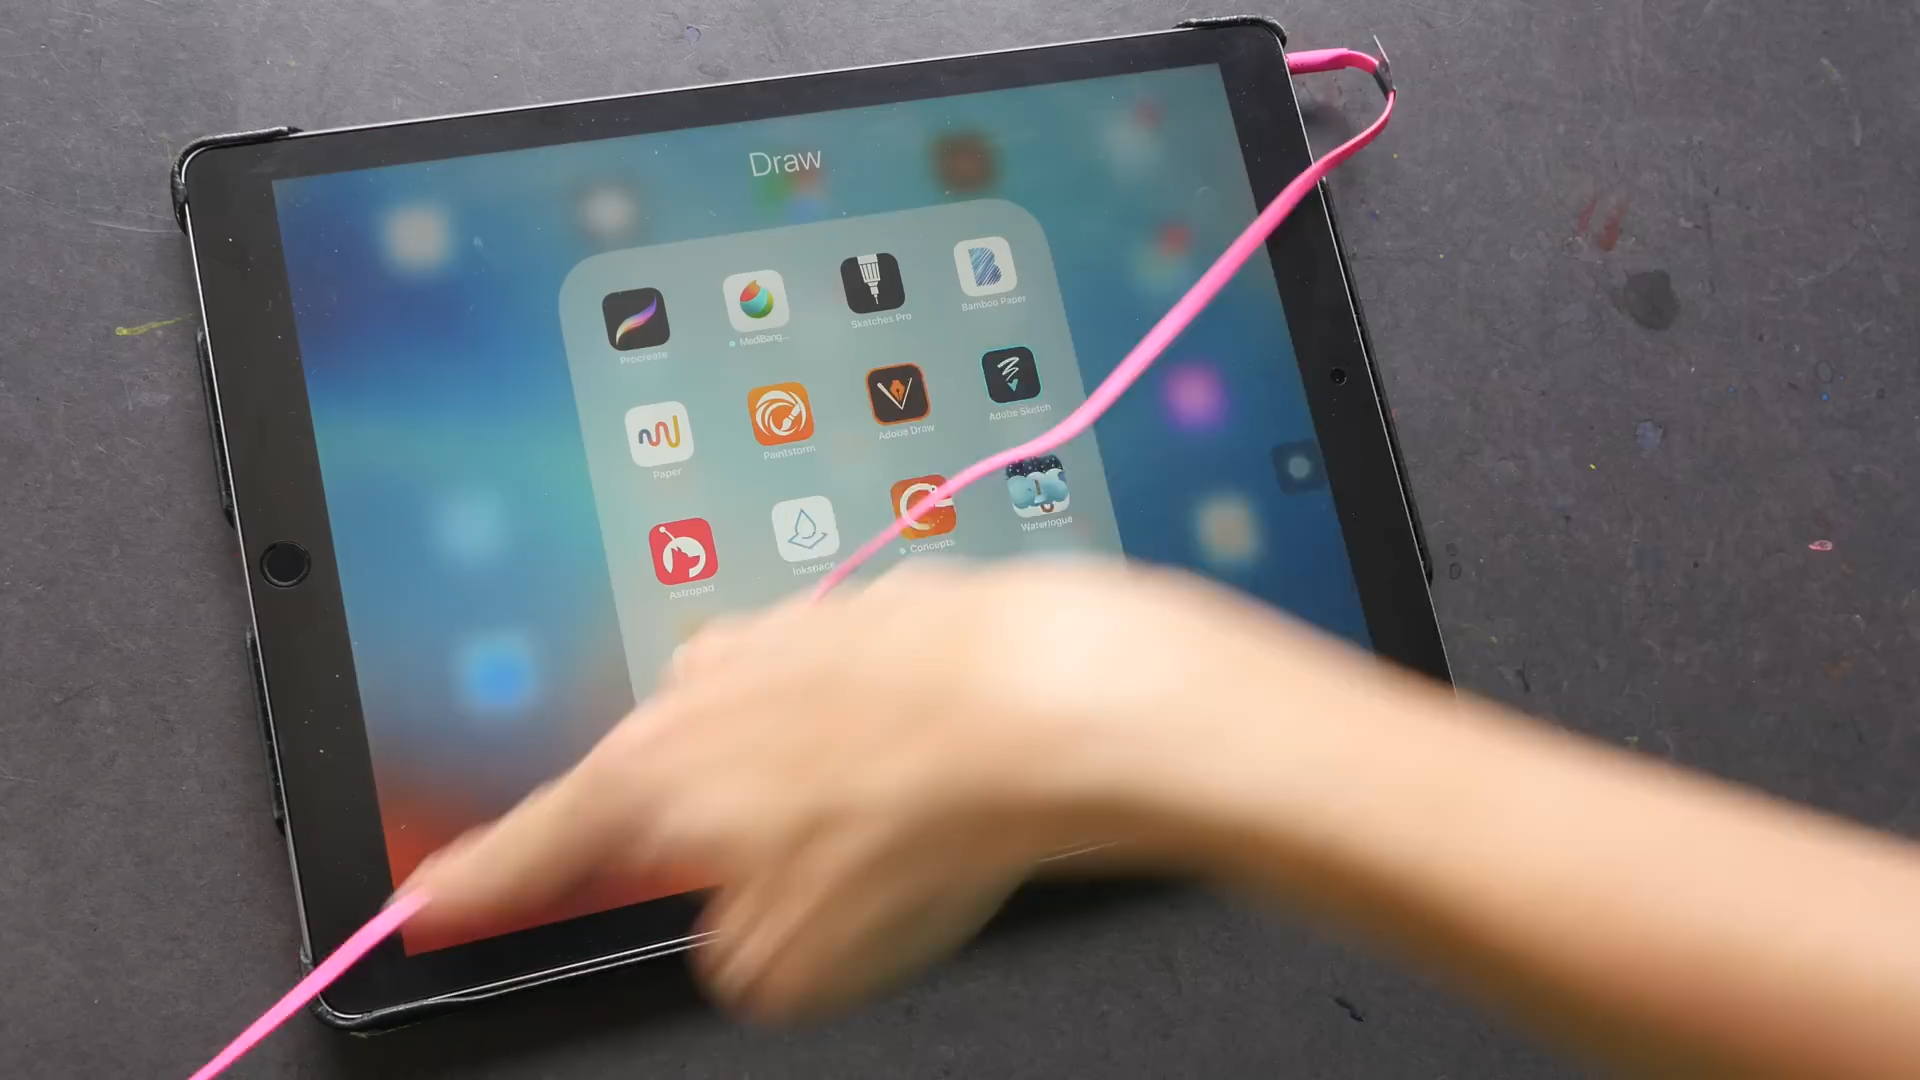 Draw
Procreate
MediBang...
Sketches Pro
Bamboo Paper
Paper
Paintstorm
Adobe Draw
Adobe Sketch
Astropad
Inkspace
Concepts
Waterlogue